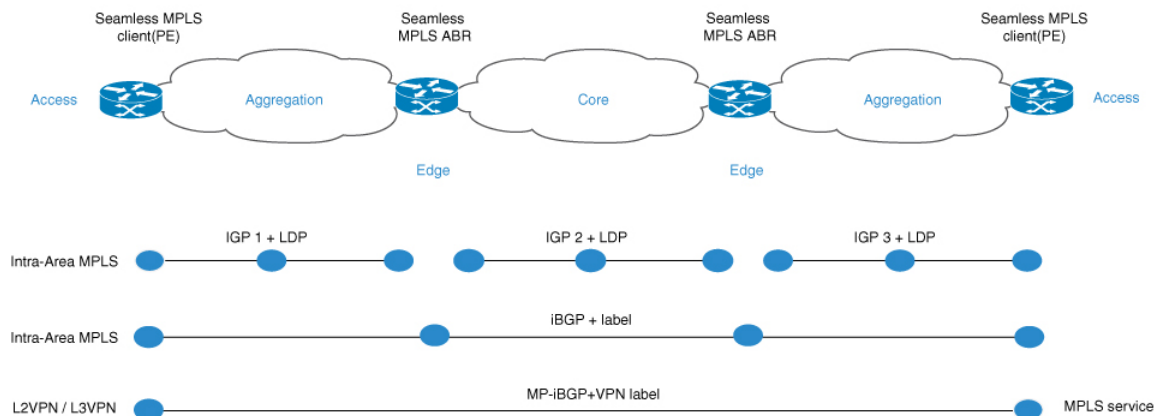 Seamless MPLS
client(PE)
Seamless
MPLS ABR
Seamless
MPLS ABR
Seamless MPLS
client(PE)
Access
Aggregation
Core
Aggregation
Access
Edge
Edge
IGP 1 + LDP
IGP 2 + LDP
IGP 3 + LDP
Intra-Area MPLS
iBGP + label
Intra-Area MPLS
MP-iBGP+VPN label
L2VPN / L3VPN
MPLS service